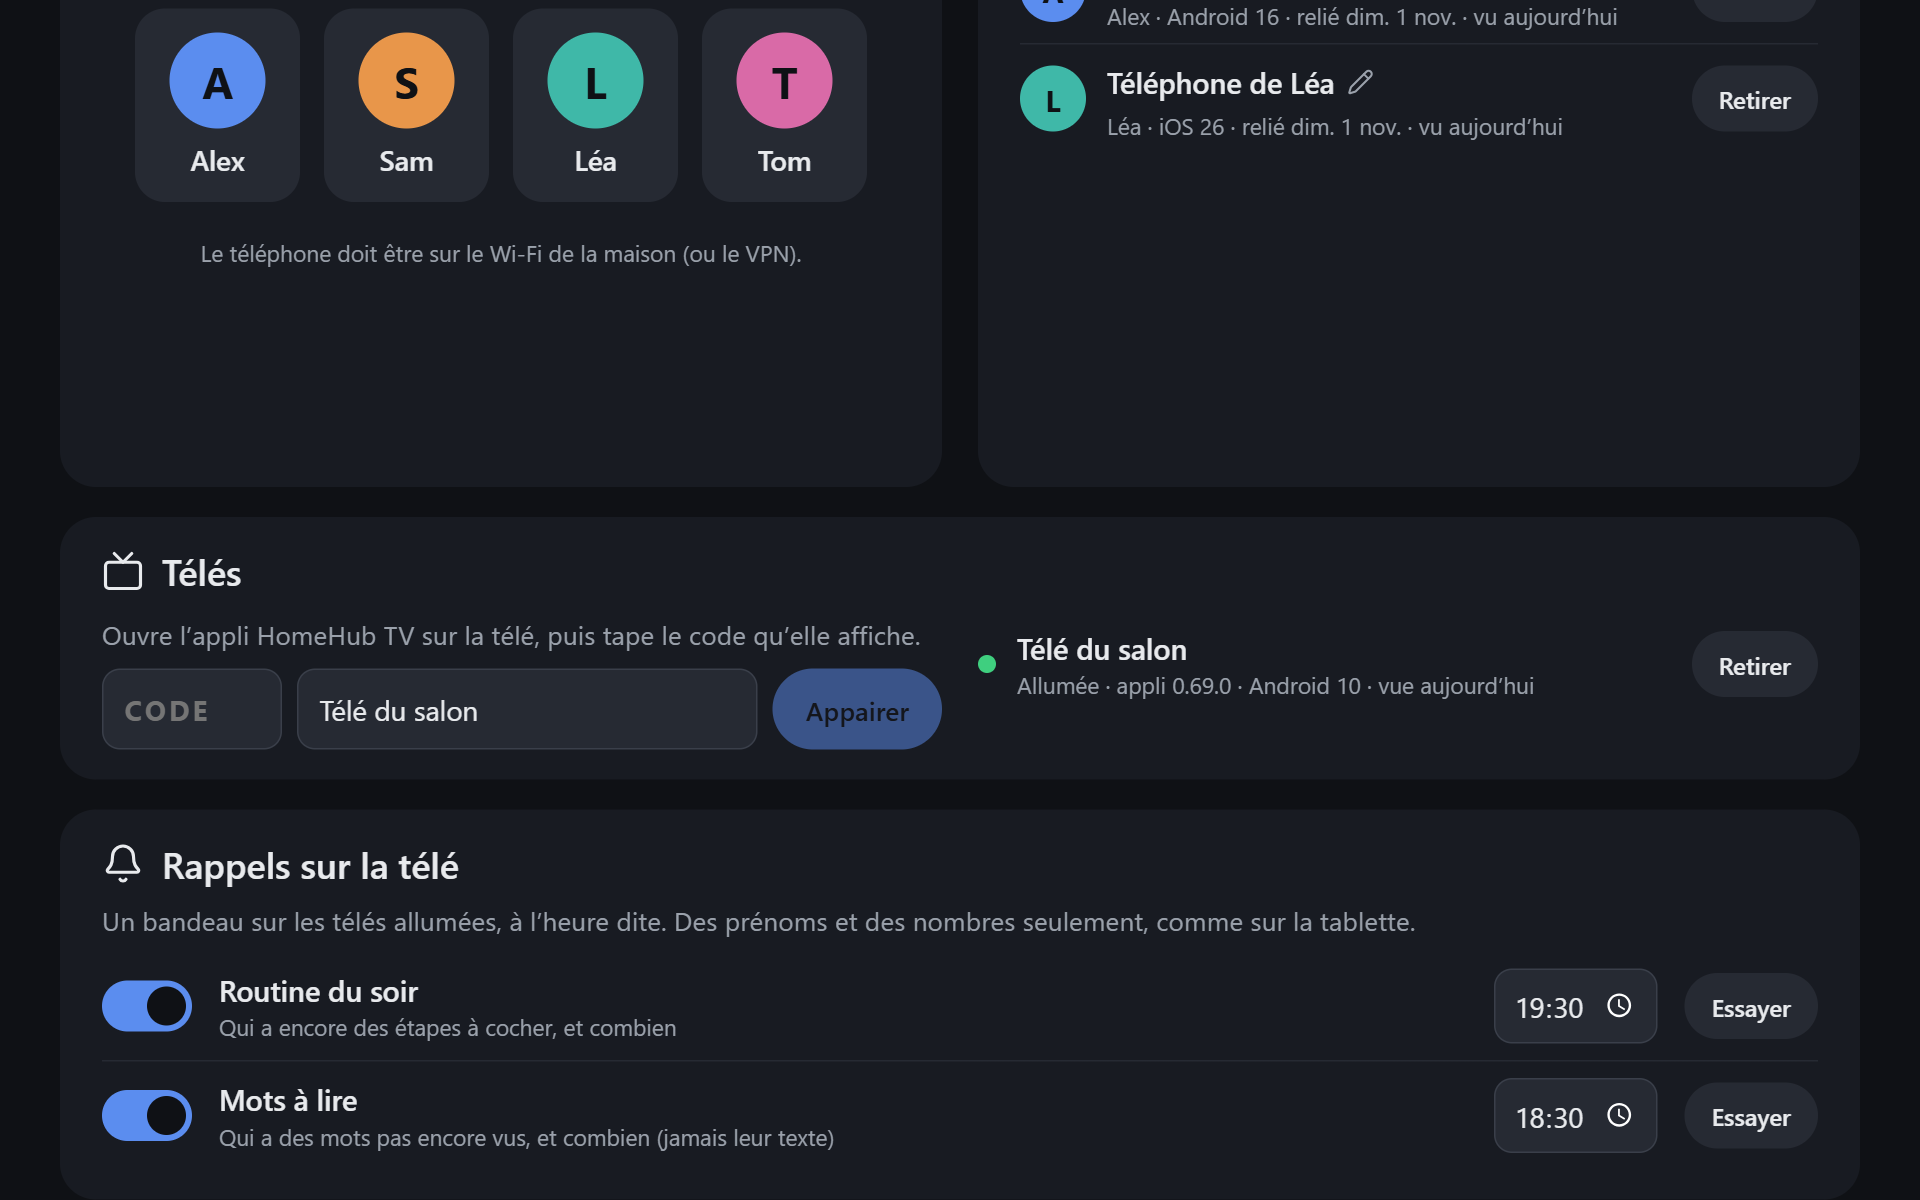 A
S
L
T
Alex
Sam
Léa
Tom
Le téléphone doit être sur le Wi-Fi de la maison (ou le VPN).
Alex · Android 16 · relié dim. 1 nov. · vu aujourd’hui
L
Téléphone de Léa
Léa · iOS 26 · relié dim. 1 nov. · vu aujourd’hui
Retirer
Télés
Ouvre l’appli HomeHub TV sur la télé, puis tape le code qu’elle affiche.
CODE
Télé du salon
Appairer
Télé du salon
Allumée · appli 0.69.0 · Android 10 · vue aujourd’hui
Retirer
Rappels sur la télé
Un bandeau sur les télés allumées, à l’heure dite. Des prénoms et des nombres seulement, comme sur la tablette.
Routine du soir
Qui a encore des étapes à cocher, et combien
19:30
Essayer
Mots à lire
Qui a des mots pas encore vus, et combien (jamais leur texte)
18:30
Essayer